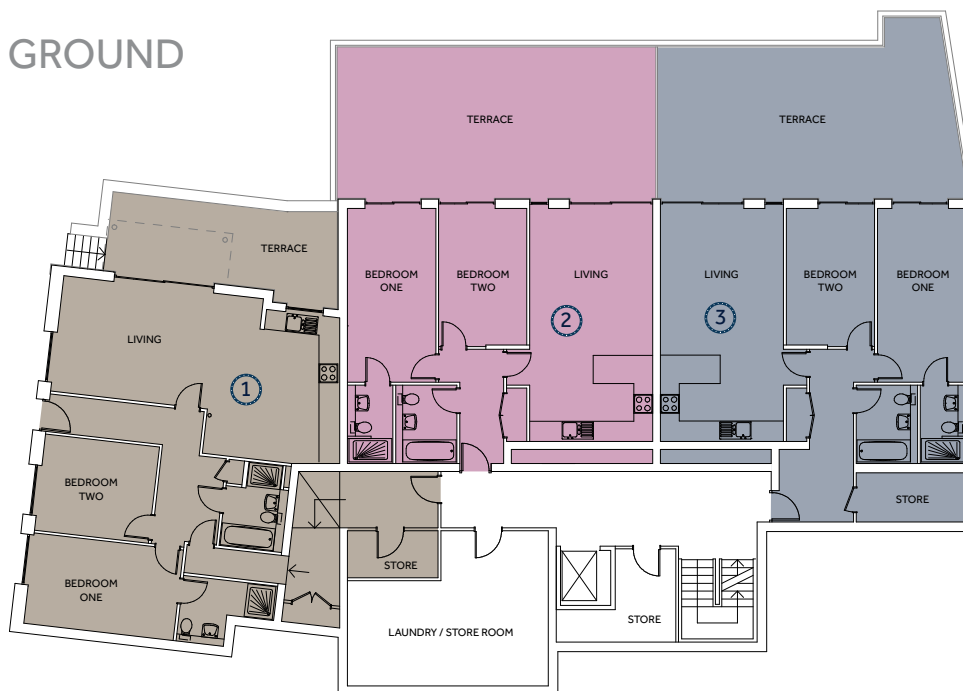 GROUND
TERRACE
TERRACE
TERRACE
BEDROOM
ONE
BEDROOM
TWO
LIVING
LIVING
BEDROOM
TWO
BEDROOM
ONE
2
3
LIVING
1
BEDROOM
TWO
STORE
STORE
BEDROOM
ONE
LAUNDRY / STORE ROOM
STORE